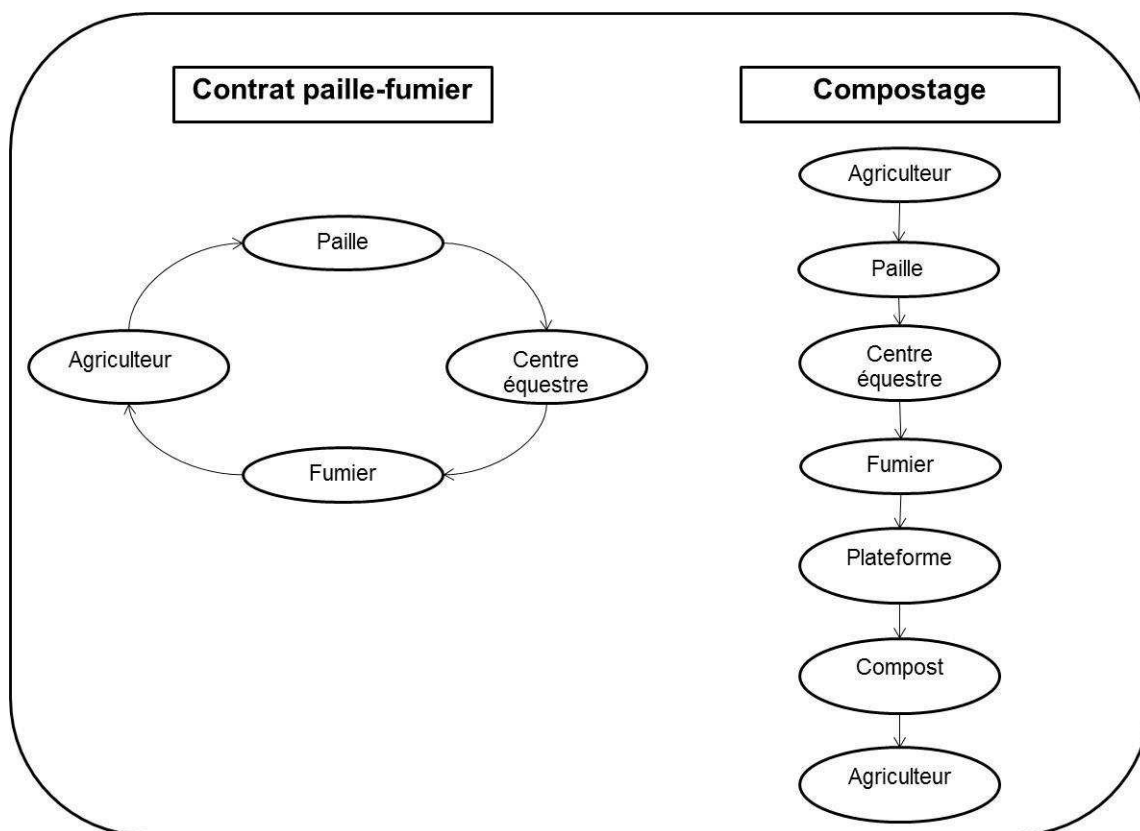 Contrat paille-fumier
Paille
Agriculteur
Centre
équestre
Fumier
Compostage
Agriculteur
Paille
Centre
équestre
Fumier
Plateforme
Compost
Agriculteur